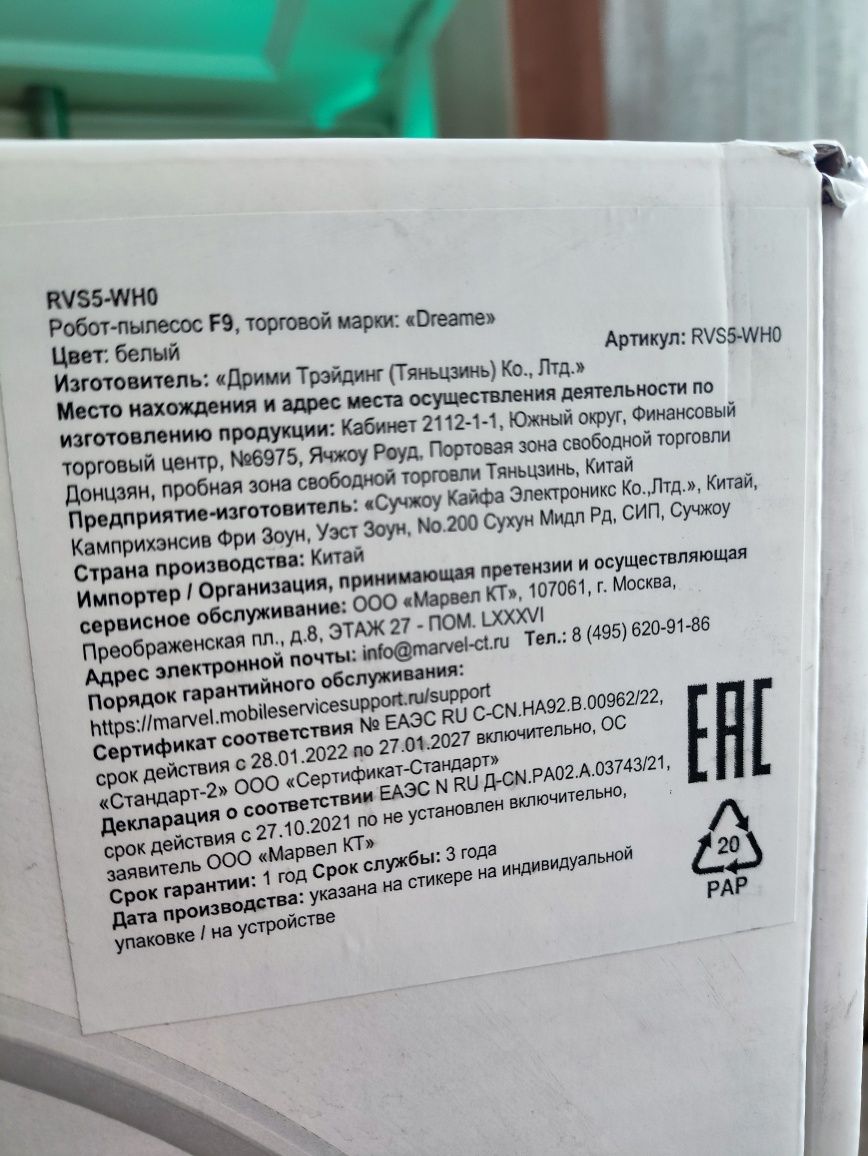 RVS5-WH0
Робот-пылесос F9, торговой марки: «Dreame»
Цвет: белый
Артикул: RVS5-WH0
Изготовитель: «Дрими Трэйдинг (Тяньцзинь) Ко., Лтд.»
Место нахождения и адрес места осуществления деятельности по
изготовлению продукции: Кабинет 2112-1-1, Южный округ, Финансовый
торговый центр, №6975, Ячжоу Роуд, Портовая зона свободной торговли
Донцзян, пробная зона свободной торговли Тяньцзинь, Китай
Предприятие-изготовитель: «Сучжоу Кайфа Электроникс Ко.,Лтд.», Китай,
Камприхэнсив Фри Зоун, Уэст Зоун, No.200 Сухун Мидл Рд, СИП, Сучжоу
Страна производства: Китай
Импортер / Организация, принимающая претензии и осуществляющая
сервисное обслуживание: ООО «Марвел КТ», 107061, г. Москва,
Преображенская пл., д.8, ЭТАЖ 27 - ПОМ. LXXXVI
Адрес электронной почты: info@marvel-ct.ru Тел.: 8 (495) 620-91-86
Порядок гарантийного обслуживания:
https://marvel.mobileservicesupport.ru/support
Сертификат соответствия № ЕАЭС RU С-CN.НА92.В.00962/22,
срок действия с 28.01.2022 по 27.01.2027 включительно, ОС
«Стандарт-2» ООО «Сертификат-Стандарт»
Декларация о соответствии ЕАЭС N RU Д-CN.РА02.А.03743/21,
срок действия с 27.10.2021 по не установлен включительно,
заявитель ООО «Марвел КТ»
Срок гарантии: 1 год Срок службы: 3 года
Дата производства: указана на стикере на индивидуальной
упаковке / на устройстве
EAC
20
PAP